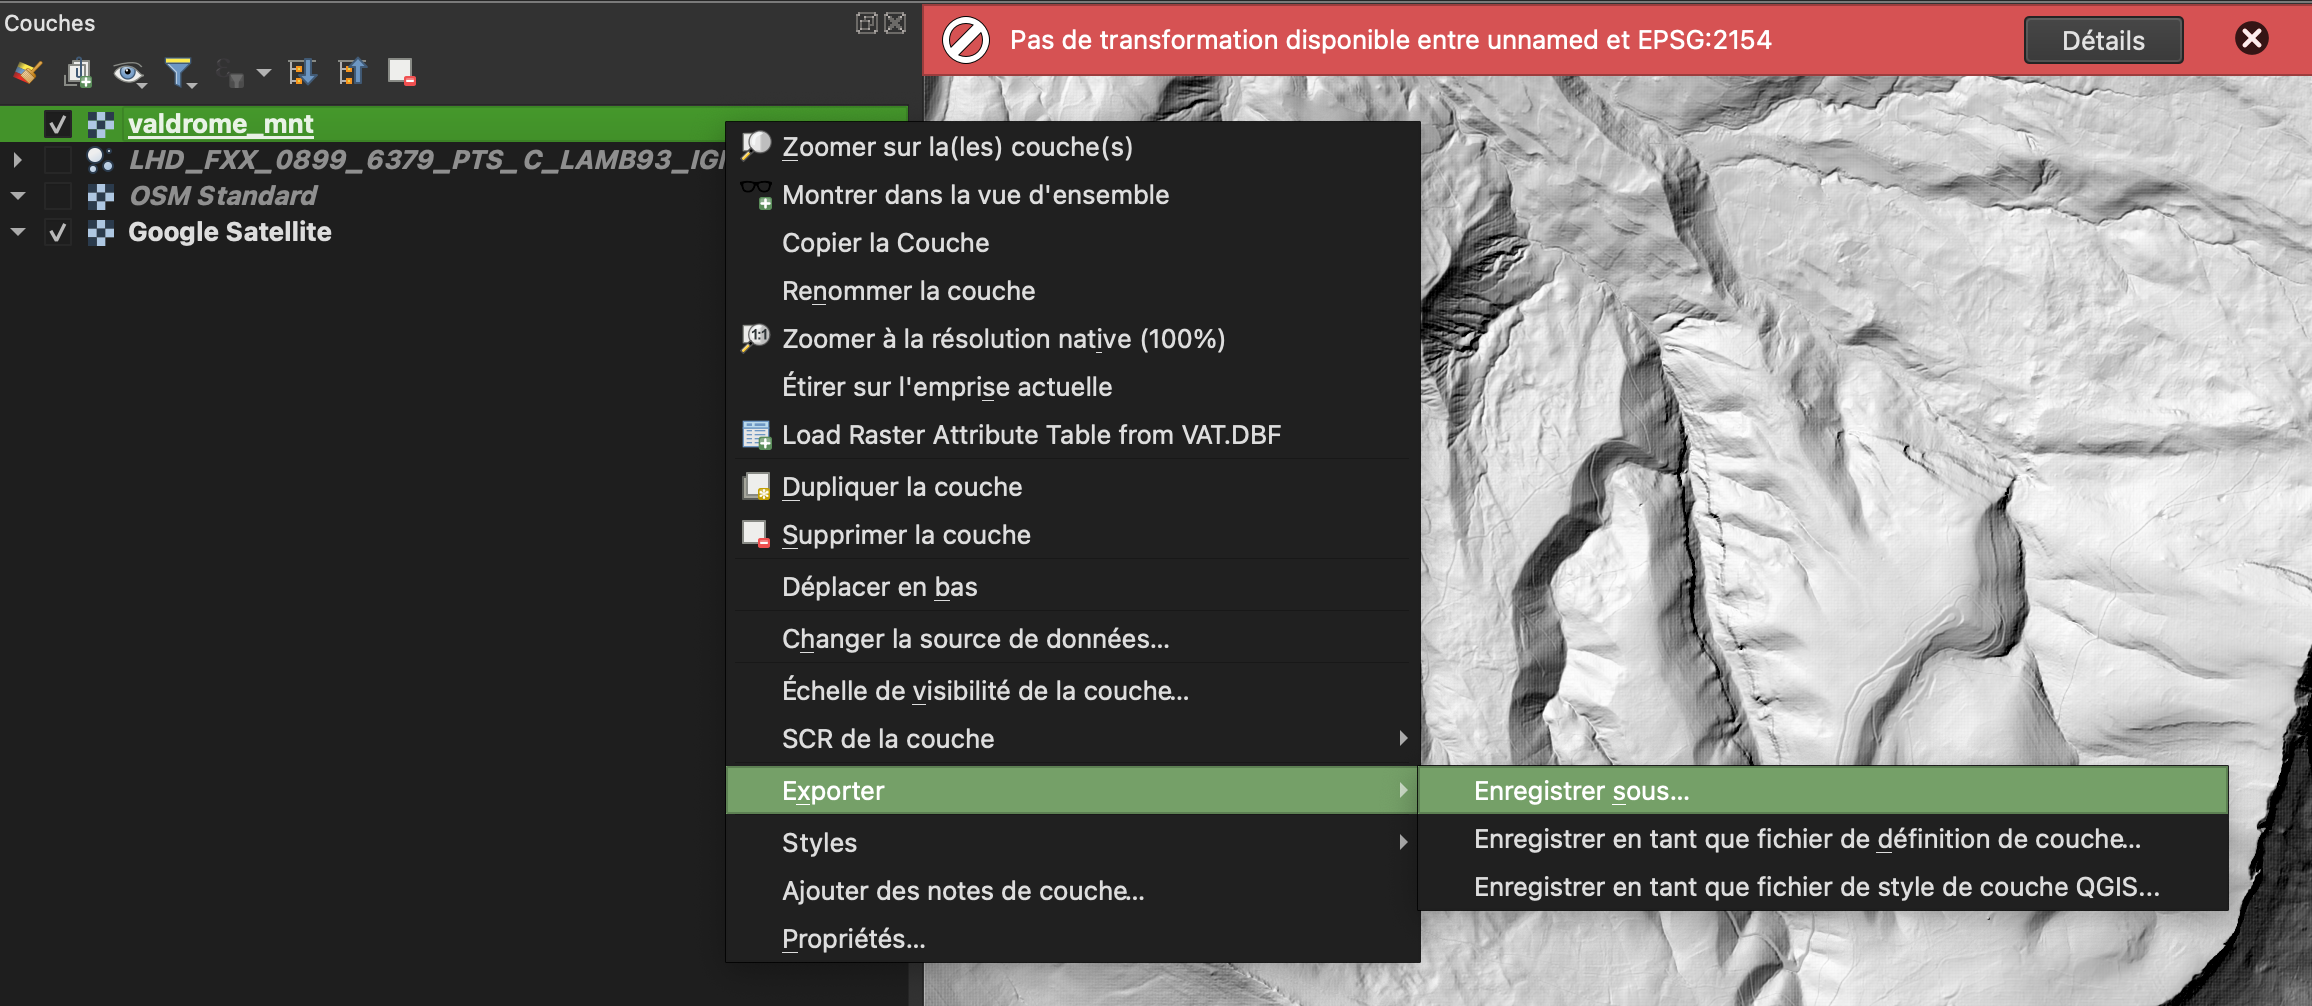 Couches
Pas de transformation disponible entre unnamed et EPSG:2154
Détails
valdrome_mnt
LHD_FXX_0899_6379_PTS_C_LAMB93_IGN
OSM Standard
Google Satellite
Zoomer sur la(les) couche(s)
Montrer dans la vue d'ensemble
Copier la Couche
Renommer la couche
1:1
Zoomer à la résolution native (100%)
Étirer sur l'emprise actuelle
Load Raster Attribute Table from VAT.DBF
Dupliquer la couche
Supprimer la couche
Déplacer en bas
Changer la source de données...
Échelle de visibilité de la couche...
SCR de la couche
Exporter
Styles
Ajouter des notes de couche...
Propriétés...
Enregistrer sous...
Enregistrer en tant que fichier de définition de couche...
Enregistrer en tant que fichier de style de couche QGIS...